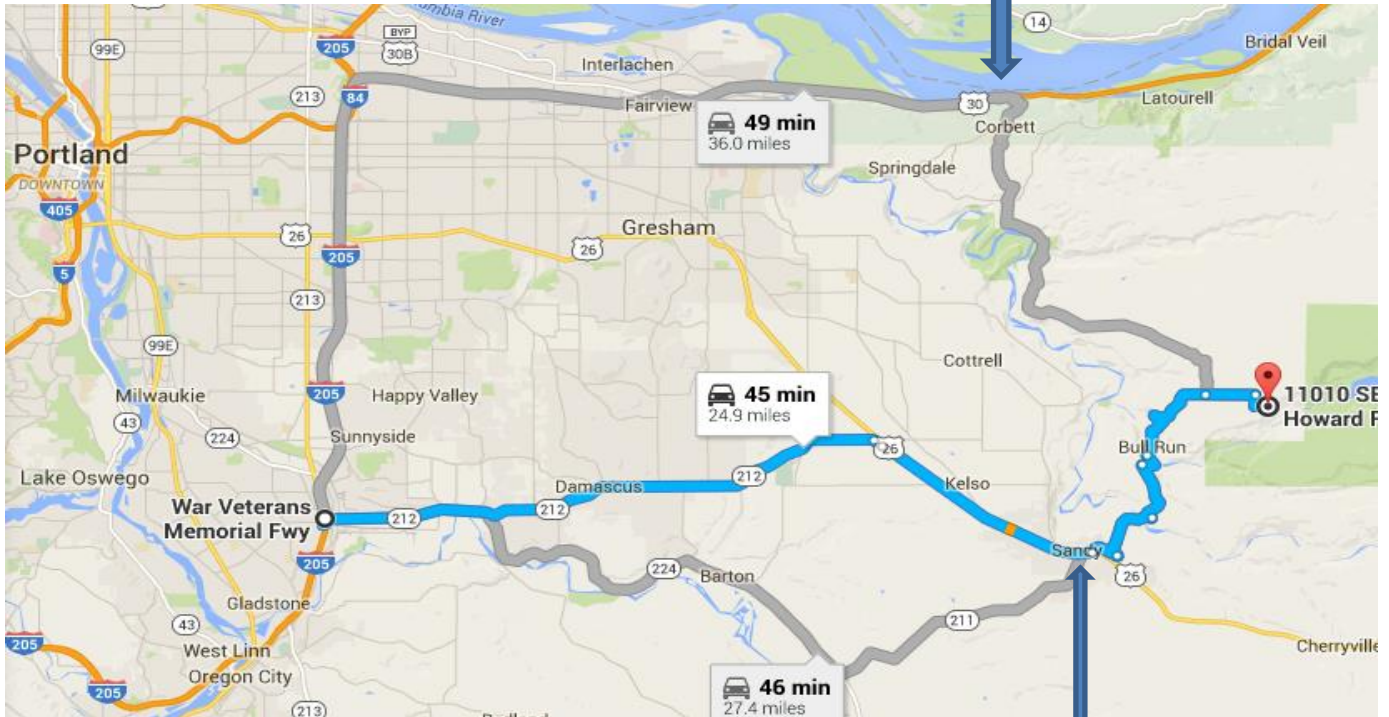 umbia River
14
99E
205
BYP
30B
Bridal Veil
Interlachen
213
84
Fairview
30
Latourell
49 min
36.0 miles
Corbett
Portland
DOWNTOWN
Springdale
405
26
Gresham
26
205
5
213
99E
Cottrell
45 min
24.9 miles
Milwaukie
205
Happy Valley
11010 SE
Howard
43
224
Sunnyside
Bull Run
26
Lake Oswego
212
Damascus
Kelso
War Veterans
Memorial Fwy
212
212
205
Sandy
26
224
Barton
Gladstone
211
43
205
West Linn
Cherryville
Oregon City
46 min
27.4 miles
205
213